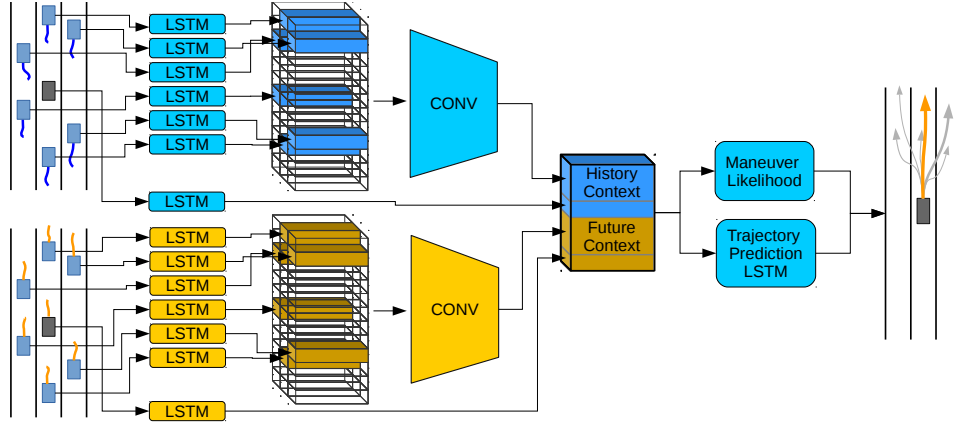 LSTM
LSTM
LSTM
LSTM
LSTM
LSTM
LSTM
CONV
History
Context
Future
Context
Maneuver
Likelihood
Trajectory
Prediction
LSTM
LSTM
LSTM
LSTM
LSTM
LSTM
LSTM
LSTM
CONV